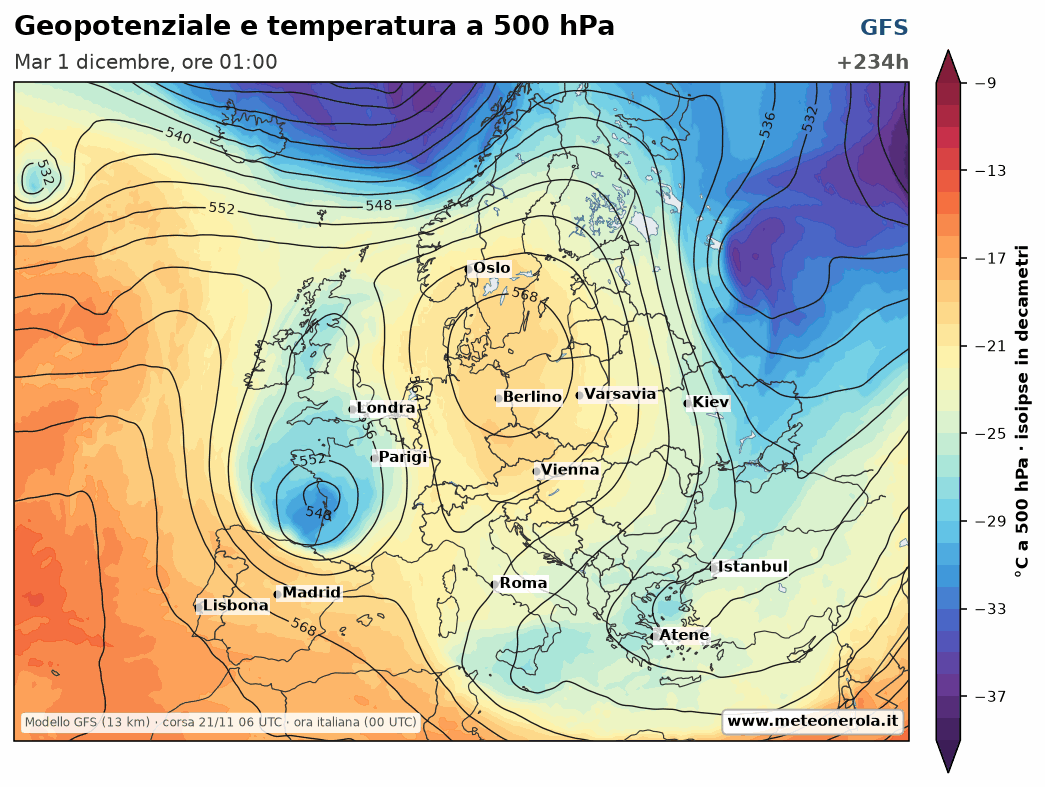 Geopotenziale e temperatura a 500 hPa
GFS
Mar 1 dicembre, ore 01:00
+234h
540
536
532
532
552
548
568
564
556
552
548
568
Oslo
Berlino
Varsavia
Kiev
Londra
Parigi
Vienna
Istanbul
Roma
Madrid
Lisbona
Atene
−9
−13
−17
−21
−25
−29
−33
−37
°C a 500 hPa · isoipse in decametri
Modello GFS (13 km) · corsa 21/11 06 UTC · ora italiana (00 UTC)
www.meteonerola.it